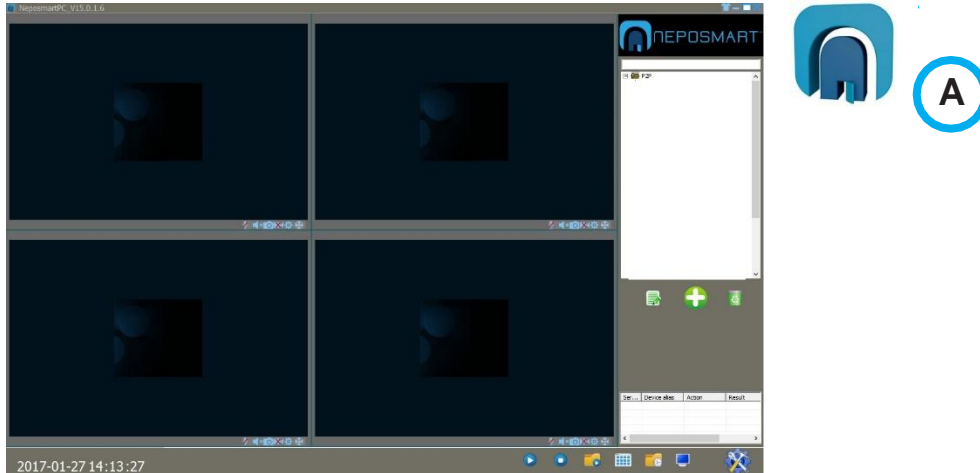 NeposmartPC_V15.0.1.6
NEPOSMART
P2P
A
Ser... Device alias Action Result
2017-01-27 14:13:27